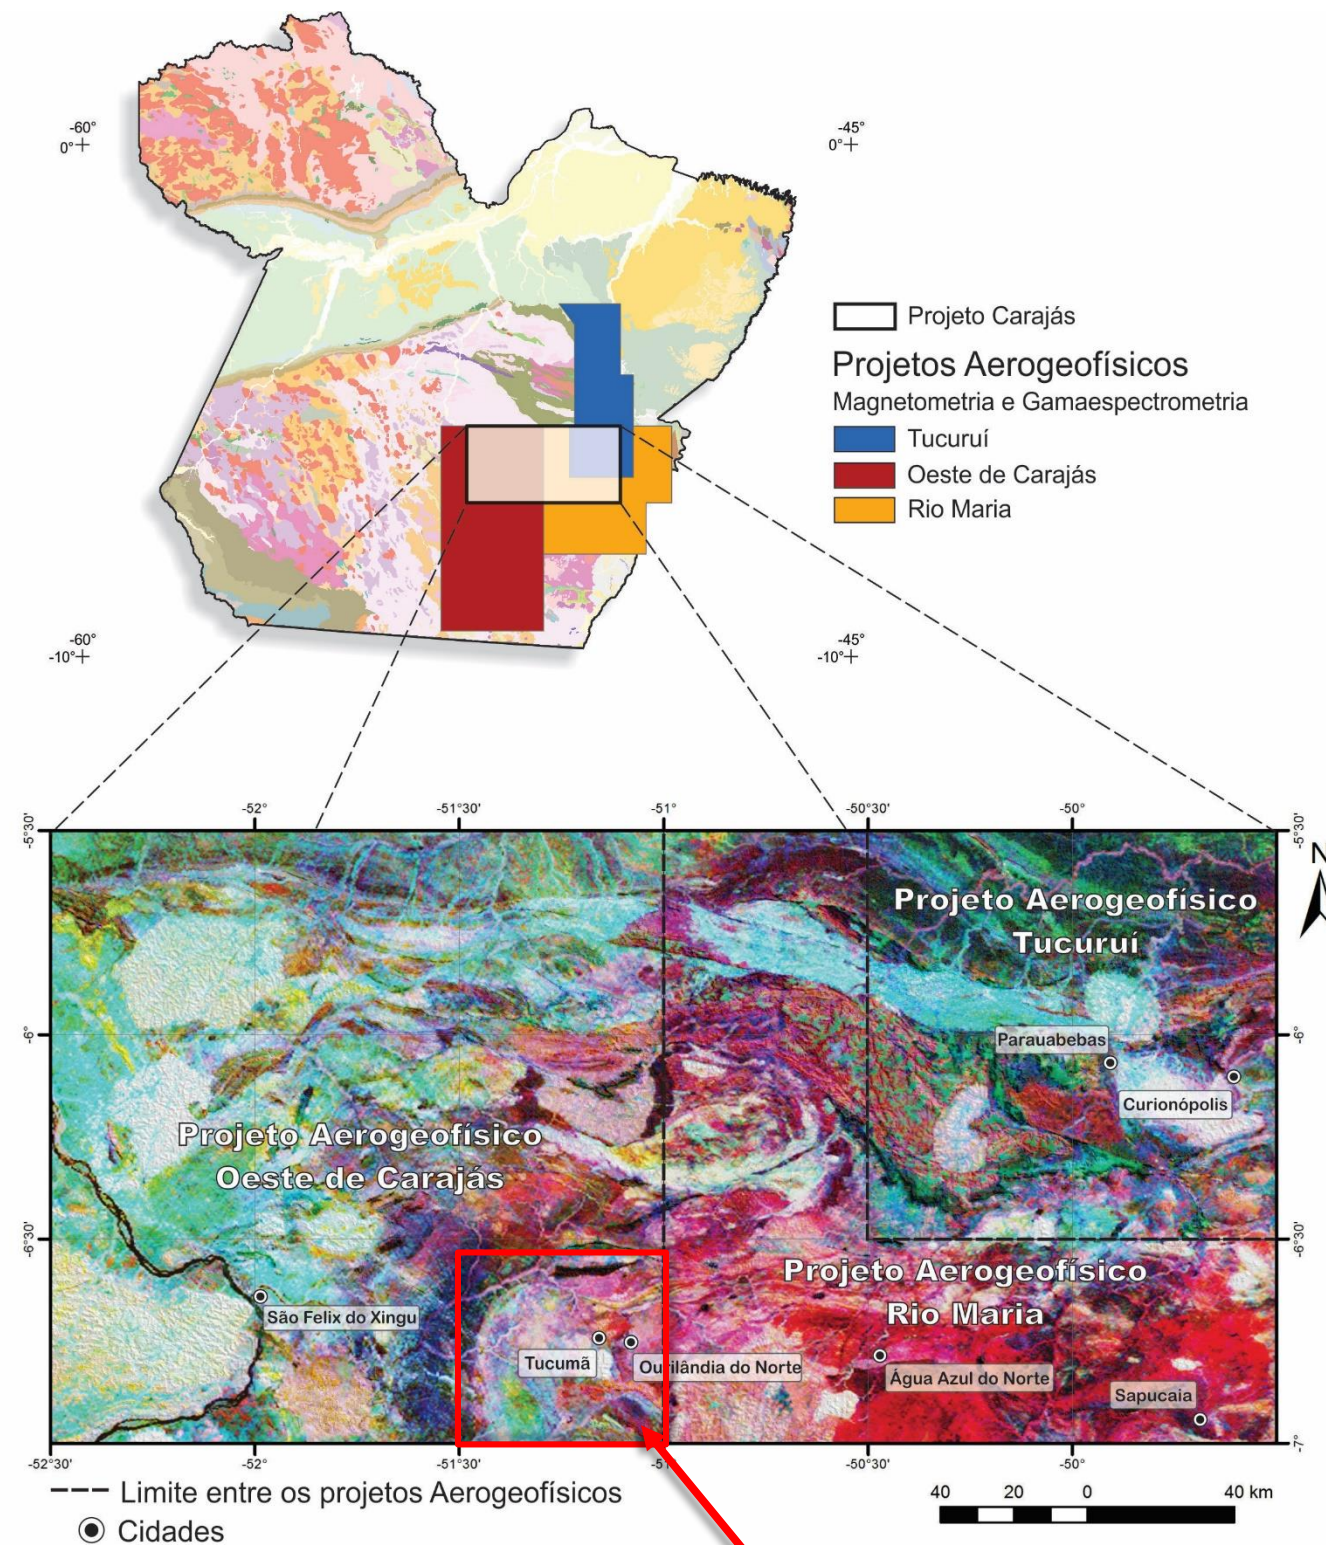 -60°
0°
-45°
0°
Projeto Carajás
Projetos Aerogeofísicos
Magnetometria e Gamaespectrometria
Tucuruí
Oeste de Carajás
Rio Maria
-60°
-10°
-45°
-10°
-52°
-51°30'
-51°
-50°30'
-50°
-5°30'
-5°30'
N
Projeto Aerogeofísico
Tucuruí
-6°
-6°
Parauabebas
Curionópolis
Projeto Aerogeofísico
Oeste de Carajás
-6°30'
-6°30'
Projeto Aerogeofísico
Rio Maria
São Felix do Xingu
Tucumã
Ourilândia do Norte
Água Azul do Norte
Sapucaia
-7°
-52°30'
-52°
-51°30'
-51°
-50°30'
-50°
Limite entre os projetos Aerogeofísicos
Cidades
40 20 0 40 km